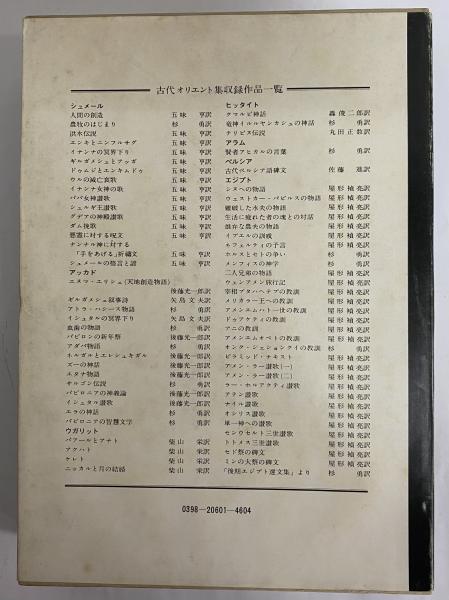 古代オリエント集収録作品一覧
シュメール
人間の創造 五味 亨訳
農牧のはじまり 杉 勇訳
洪水伝説 五味 亨訳
エンキとニンフルサグ 五味 亨訳
イナンナの冥界下り 五味 亨訳
ギルガメシュとアッガ 五味 亨訳
ドゥムジとエンキムドゥ 五味 亨訳
ウルの滅亡哀歌 五味 亨訳
イナンナ女神の歌 五味 亨訳
ババ女神讃歌 五味 亨訳
シュルギ王讃歌 五味 亨訳
グデアの神殿讃歌 五味 亨訳
ダム挽歌 五味 亨訳
悪霊に対する呪文 五味 亨訳
ナンナル神に対する
「手をあげる」祈禱文 五味 亨訳
シュメールの格言と諺 五味 亨訳
アッカド
エヌマ・エリシュ(天地創造物語)
後藤光一郎訳
ギルガメシュ叙事詩 矢島文夫訳
アトラ・ハシース物語 杉 勇訳
イシュタルの冥界下り 矢島文夫訳
虫歯の物語 杉 勇訳
バビロンの新年祭 後藤光一郎訳
アダパ物語 杉 勇訳
ネルガルとエレシュキガル 後藤光一郎訳
ズーの神話 後藤光一郎訳
エタナ物語 後藤光一郎訳
サルゴン伝説 杉 勇訳
バビロニアの神義論 後藤光一郎訳
イシュタル讃歌 後藤光一郎訳
エラの神話 杉 勇訳
バビロニアの智慧文学 杉 勇訳
ウガリット
バアールとアナト 柴山 栄訳
アクハト 柴山 栄訳
ケレト 柴山 栄訳
ニッカルと月の結婚 柴山 栄訳
ヒッタイト
クマルビ神話 轟俊二郎訳
竜神イルルヤンカシュの神話 杉 勇訳
テリピヌ伝説 丸田正数訳
アラム
賢者アヒカルの言葉 杉 勇訳
ペルシア
古代ペルシア語碑文 佐藤 進訳
エジプト
シヌヘの物語 屋形禎亮訳
ウェストカー・パピルスの物語 屋形禎亮訳
難破した水夫の物語 屋形禎亮訳
生活に疲れた者の魂との対話 屋形禎亮訳
雄弁な農夫の物語 屋形禎亮訳
イプエルの訓戒 屋形禎亮訳
ネフェルティの予言 屋形禎亮訳
ホルスとセトの争い 杉 勇訳
メンフィスの神学 杉 勇訳
二人兄弟の物語 屋形禎亮訳
ウェンアメン旅行記 屋形禎亮訳
宰相プタハヘテプの教訓 屋形禎亮訳
メリカラー王への教訓 屋形禎亮訳
アメンエムハト一世の教訓 屋形禎亮訳
ドゥアケティの教訓 屋形禎亮訳
アニの教訓 屋形禎亮訳
アメンエムオペトの教訓 屋形禎亮訳
オンク・シェションクイの教訓 杉 勇訳
ピラミッド・テキスト 屋形禎亮訳
アメン・ラー讃歌(一) 屋形禎亮訳
アメン・ラー讃歌(二) 屋形禎亮訳
ラー・ホルアクティ讃歌 屋形禎亮訳
アテン讃歌 屋形禎亮訳
ナイル讃歌 屋形禎亮訳
オシリス讃歌 屋形禎亮訳
単一神への讃歌 屋形禎亮訳
センウセルト三世讃歌 屋形禎亮訳
トトメス三世讃歌 屋形禎亮訳
セド祭の碑文 屋形禎亮訳
ミンの大祭の碑文 屋形禎亮訳
「後期エジプト選文集」より 杉 勇訳
0398-20601-4604